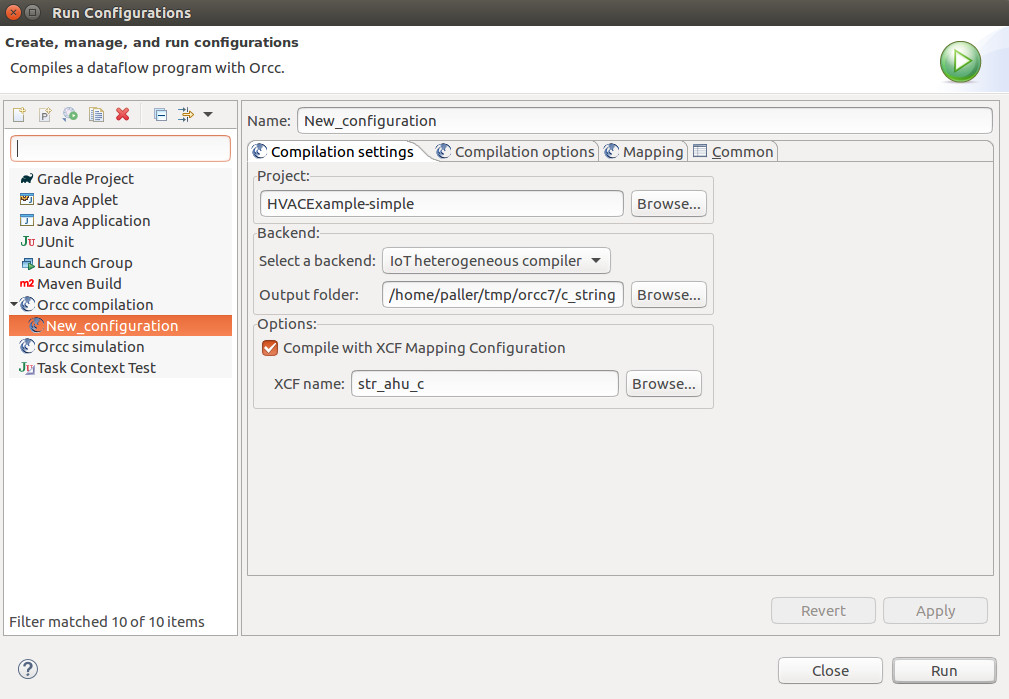 Run Configurations
Create, manage, and run configurations
Compiles a dataflow program with Orcc.
Name: New_configuration
Compilation settings Compilation options Mapping Common
Gradle Project
Java Applet
Java Application
JUnit
Launch Group
Maven Build
Orcc compilation
New_configuration
Orcc simulation
Task Context Test
Filter matched 10 of 10 items
Project:
HVACExample-simple Browse...
Backend:
Select a backend: IoT heterogeneous compiler
Output folder: /home/paller/tmp/orcc7/c_string Browse...
Options:
Compile with XCF Mapping Configuration
XCF name: str_ahu_c Browse...
Revert Apply
Close Run